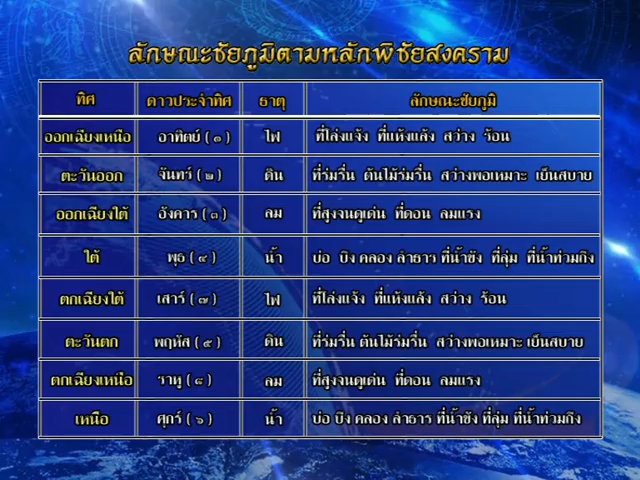 ลักษณะชัยภูมิตามหลักพิชัยสงคราม
ทิศ ดาวประจำทิศ ธาตุ ลักษณะชัยภูมิ
ออกเฉียงเหนือ อาทิตย์ (๑) ไฟ ที่โล่งแจ้ง ที่แห้งแล้ง สว่าง ร้อน
ตะวันออก จันทร์ (๒) ดิน ที่ร่มรื่น ต้นไม้ร่มรื่น สว่างพอเหมาะ เย็นสบาย
ออกเฉียงใต้ อังคาร (๓) ลม ที่สูงจนดูเด่น ที่ดอน ลมแรง
ใต้ พุธ (๔) น้ำ บ่อ บึง คลอง ลำธาร ที่น้ำขัง ที่ลุ่ม ที่น้ำท่วมถึง
ตกเฉียงใต้ เสาร์ (๗) ไฟ ที่โล่งแจ้ง ที่แห้งแล้ง สว่าง ร้อน
ตะวันตก พฤหัส (๕) ดิน ที่ร่มรื่น ต้นไม้ร่มรื่น สว่างพอเหมาะ เย็นสบาย
ตกเฉียงเหนือ ราหู (๘) ลม ที่สูงจนดูเด่น ที่ดอน ลมแรง
เหนือ ศุกร์ (๖) น้ำ บ่อ บึง คลอง ลำธาร ที่น้ำขัง ที่ลุ่ม ที่น้ำท่วมถึง